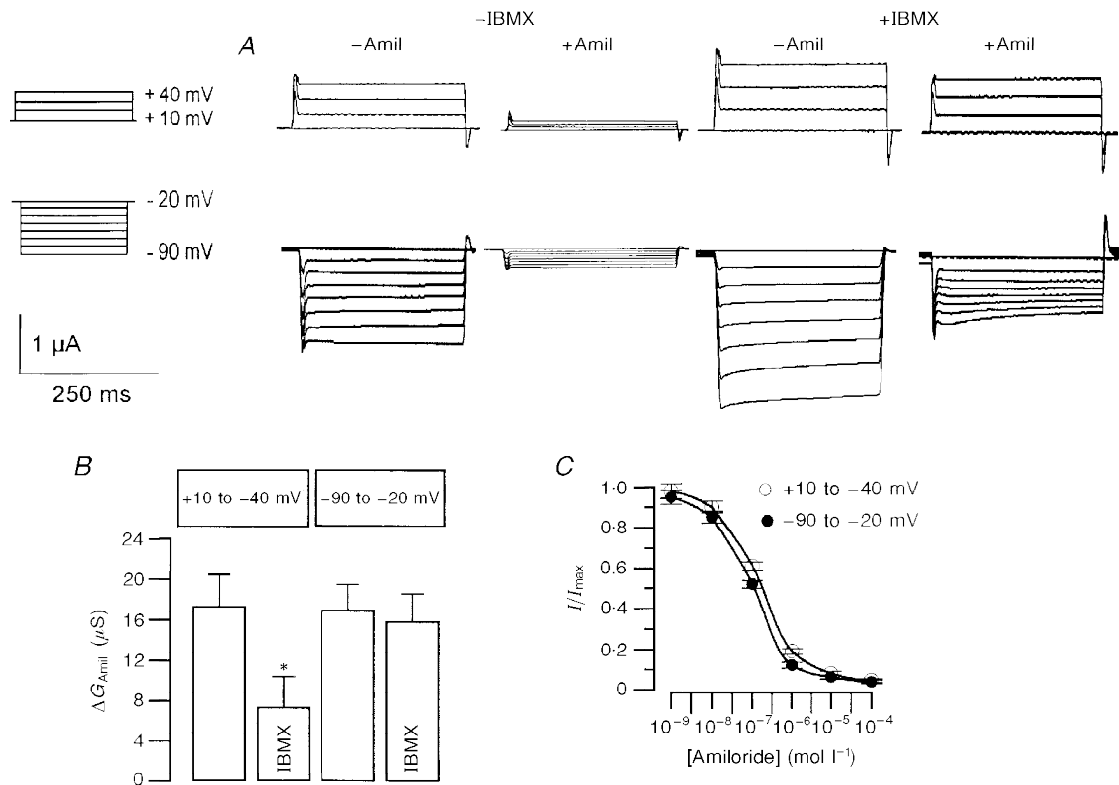 −IBMX
+IBMX
A
−Amil
+Amil
−Amil
+Amil
+ 40 mV
+ 10 mV
- 20 mV
- 90 mV
1 µA
250 ms
B
+10 to −40 mV
−90 to −20 mV
24
20
16
12
8
4
0
ΔG_Amil (µS)
*
IBMX
IBMX
C
+10 to −40 mV
−90 to −20 mV
1·0
0·8
0·6
0·4
0·2
0
I/I_max
10⁻⁹ 10⁻⁸ 10⁻⁷ 10⁻⁶ 10⁻⁵ 10⁻⁴
[Amiloride] (mol l⁻¹)